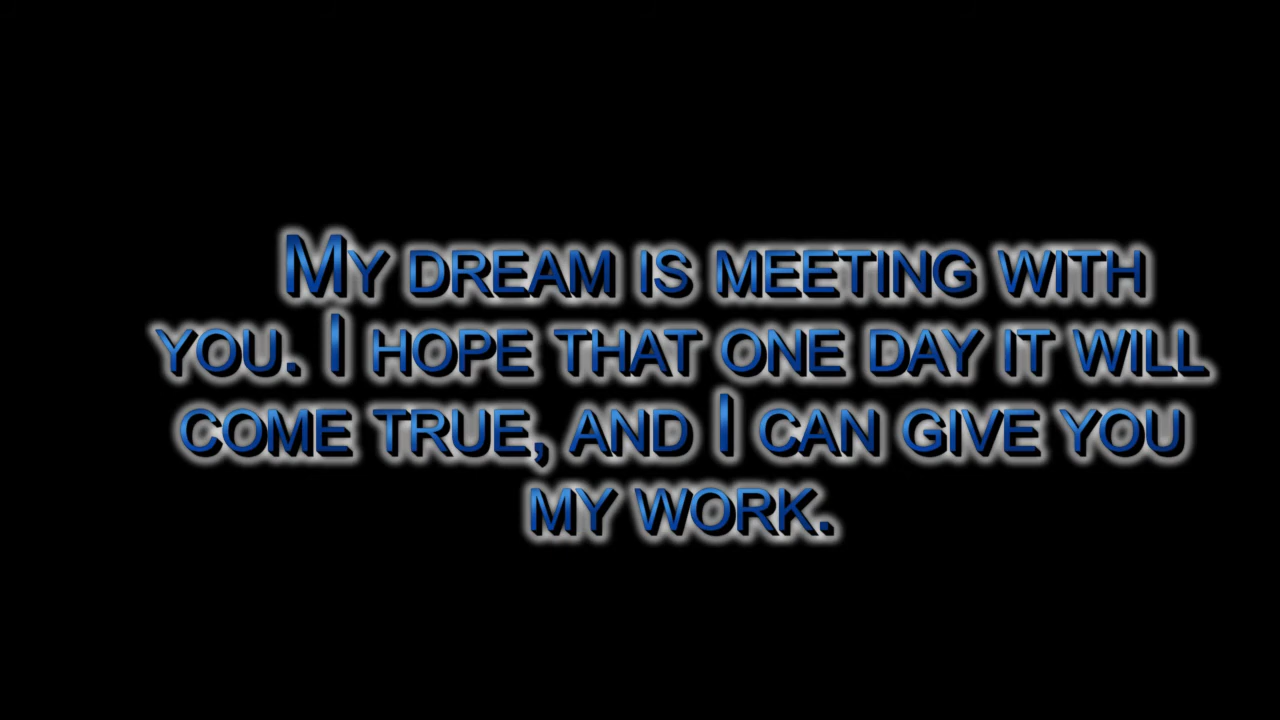 My dream is meeting with
you. I hope that one day it will
come true, and I can give you
my work.